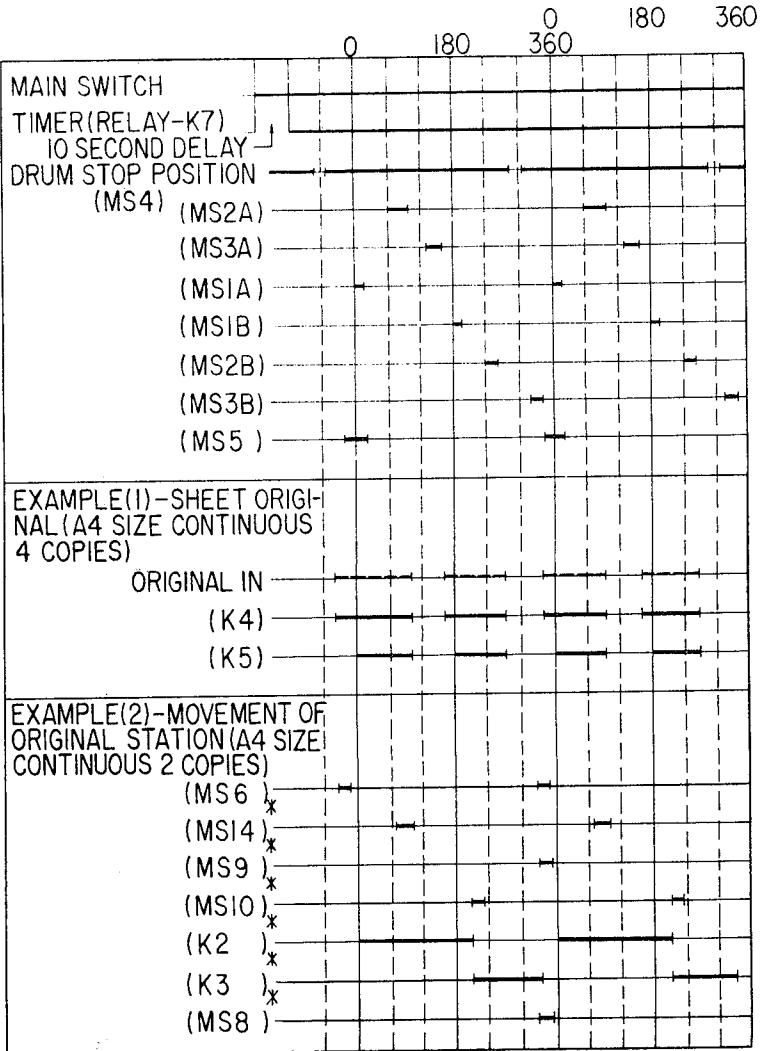 0 180 360
0 180 360
MAIN SWITCH
TIMER(RELAY-K7)
10 SECOND DELAY
DRUM STOP POSITION
(MS4)
(MS2A)
(MS3A)
(MS1A)
(MS1B)
(MS2B)
(MS3B)
(MS5 )
EXAMPLE(1)-SHEET ORIGI-
NAL(A4 SIZE CONTINUOUS
4 COPIES)
ORIGINAL IN
(K4)
(K5)
EXAMPLE(2)-MOVEMENT OF
ORIGINAL STATION(A4 SIZE
CONTINUOUS 2 COPIES)
(MS6 )*
(MS14)*
(MS9 )*
(MS10)*
(K2 )*
(K3 )*
(MS8 )